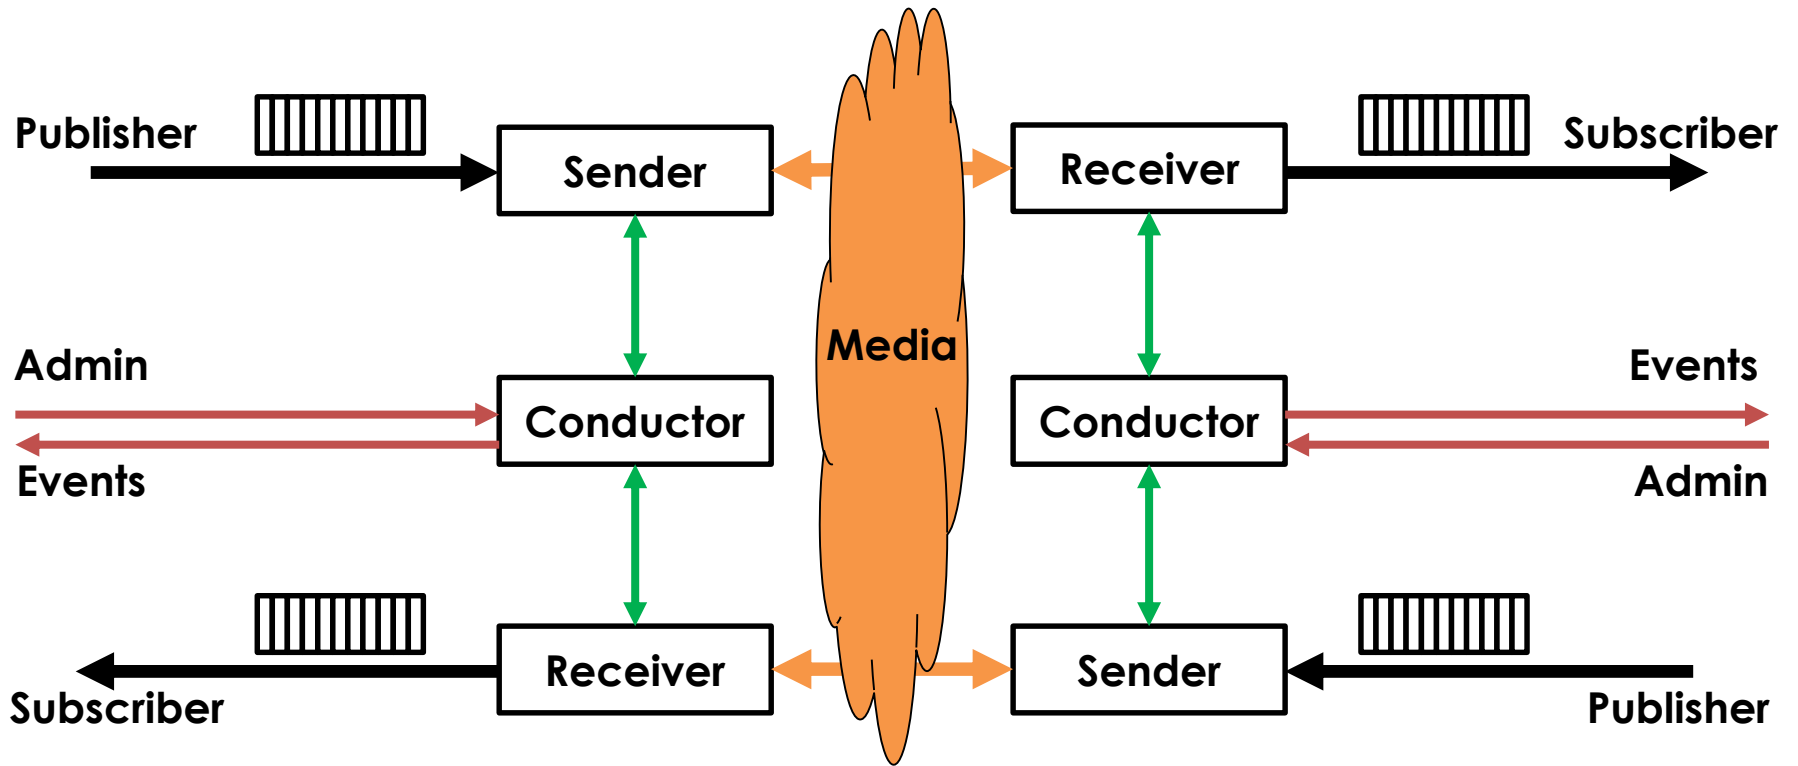 Publisher
Sender
Receiver
Subscriber
Media
Admin
Conductor
Conductor
Events
Events
Admin
Receiver
Sender
Subscriber
Publisher